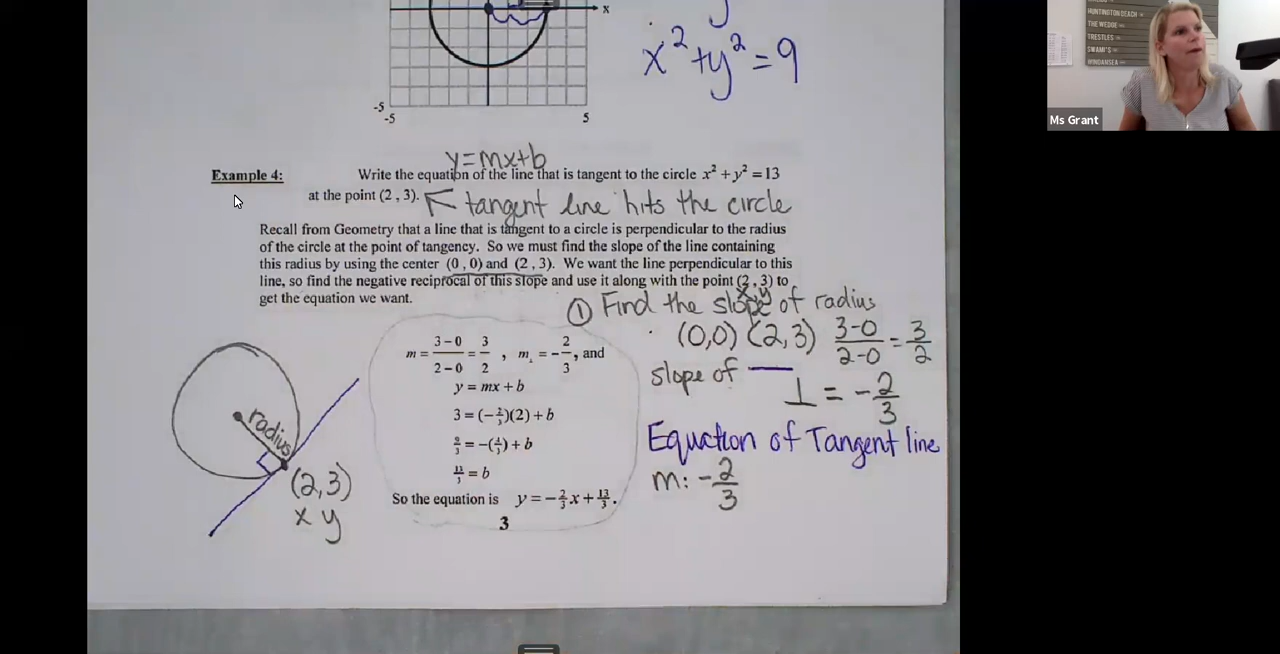 x² + y² = 9
x
-5
-5
5
HUNTINGTON BEACH
THE WEDGE
TRESTLES
SWAMI'S
WINDANSEA
Ms Grant
y=mx+b
Example 4: Write the equation of the line that is tangent to the circle x² + y² = 13
at the point (2 , 3).
tangent line hits the circle
Recall from Geometry that a line that is tangent to a circle is perpendicular to the radius
of the circle at the point of tangency. So we must find the slope of the line containing
this radius by using the center (0 , 0) and (2 , 3). We want the line perpendicular to this
line, so find the negative reciprocal of this slope and use it along with the point (2 , 3) to
get the equation we want.
x, y
① Find the slope of radius
(0,0) (2,3) 3-0/2-0 = 3/2
slope of
⊥ = -2/3
Equation of Tangent line
m: -2/3
m = 3-0/2-0 = 3/2 , m⊥ = -2/3, and
y = mx + b
3 = (-2/3)(2) + b
9/3 = -(4/3) + b
13/3 = b
So the equation is y = -2/3x + 13/3.
3
radius
(2,3)
x y